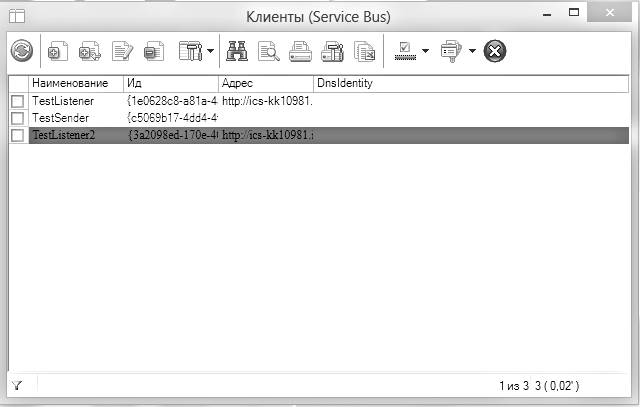 Клиенты (Service Bus)
Наименование Ид Адрес DnsIdentity
TestListener {1e0628c8-a81a-4 http://ics-kk10981.
TestSender {c5069b17-4dd4-4
TestListener2 {3a2098ed-170e-4 http://ics-kk10981.i
1 из 3 3 ( 0,02' )